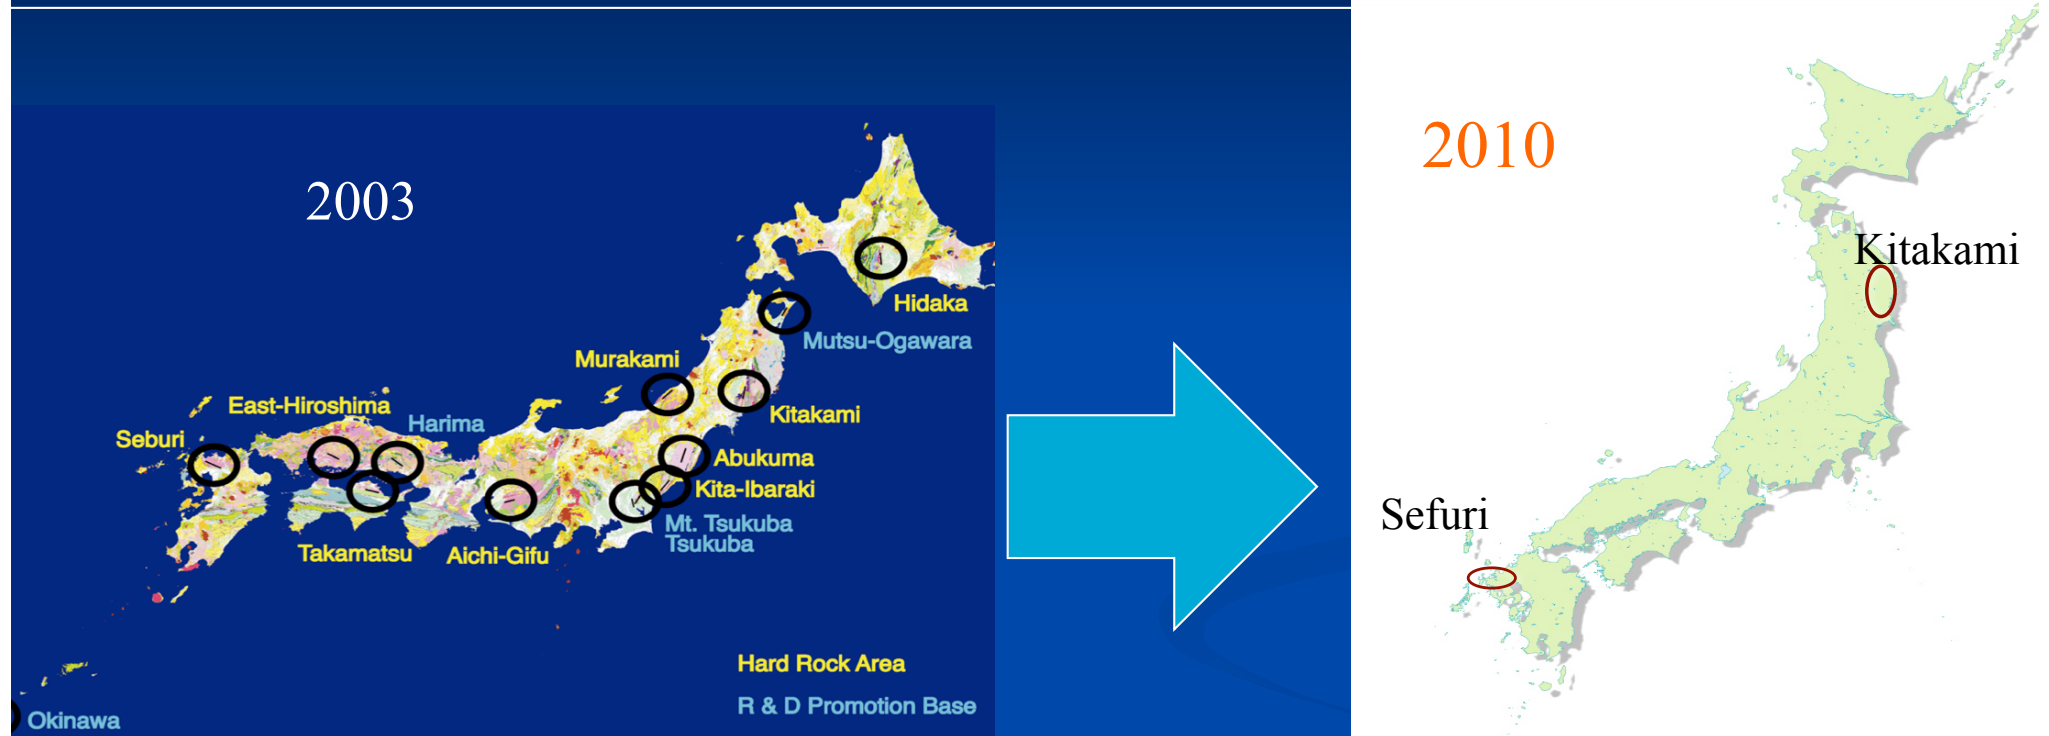 2003
Hidaka
Mutsu-Ogawara
Murakami
Kitakami
East-Hiroshima
Harima
Seburi
Abukuma
Kita-Ibaraki
Mt. Tsukuba
Tsukuba
Takamatsu
Aichi-Gifu
Hard Rock Area
R & D Promotion Base
Okinawa
2010
Kitakami
Sefuri